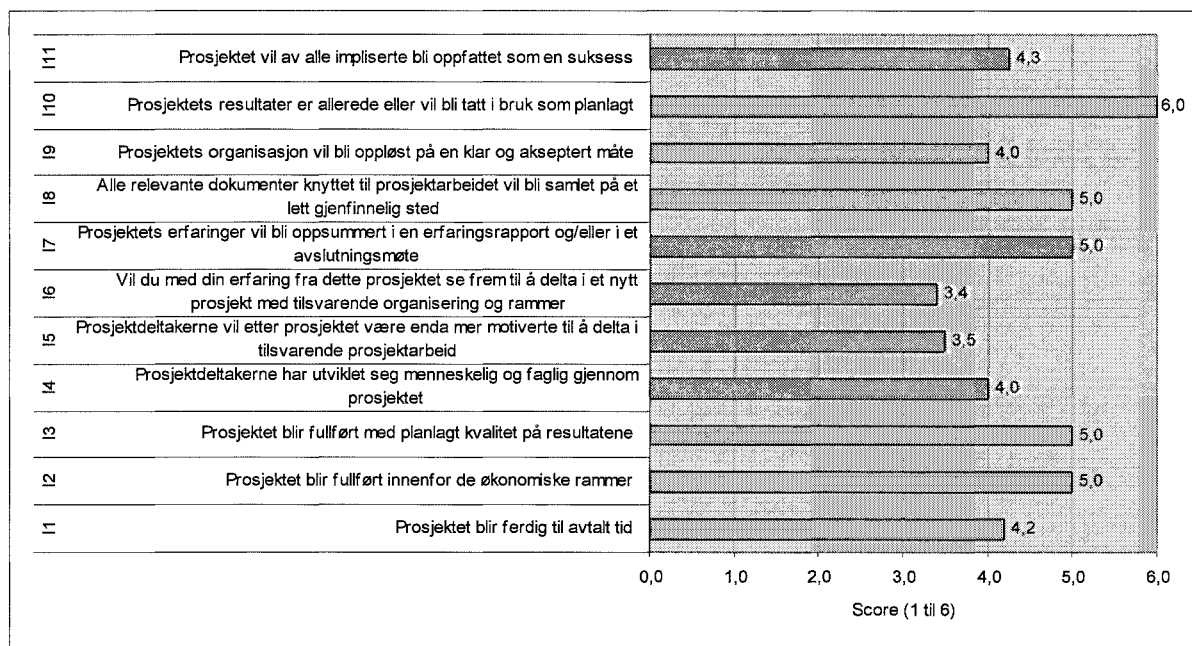 I11 Prosjektet vil av alle impliserte bli oppfattet som en suksess 4,3
I10 Prosjektets resultater er allerede eller vil bli tatt i bruk som planlagt 6,0
I9 Prosjektets organisasjon vil bli oppløst på en klar og akseptert måte 4,0
I8 Alle relevante dokumenter knyttet til prosjektarbeidet vil bli samlet på et
lett gjenfinnelig sted 5,0
I7 Prosjektets erfaringer vil bli oppsummert i en erfaringsrapport og/eller i et
avslutningsmøte 5,0
I6 Vil du med din erfaring fra dette prosjektet se frem til å delta i et nytt
prosjekt med tilsvarende organisering og rammer 3,4
I5 Prosjektdeltakerne vil etter prosjektet være enda mer motiverte til å delta i
tilsvarende prosjektarbeid 3,5
I4 Prosjektdeltakerne har utviklet seg menneskelig og faglig gjennom
prosjektet 4,0
I3 Prosjektet blir fullført med planlagt kvalitet på resultatene 5,0
I2 Prosjektet blir fullført innenfor de økonomiske rammer 5,0
I1 Prosjektet blir ferdig til avtalt tid 4,2
0,0 1,0 2,0 3,0 4,0 5,0 6,0
Score (1 til 6)